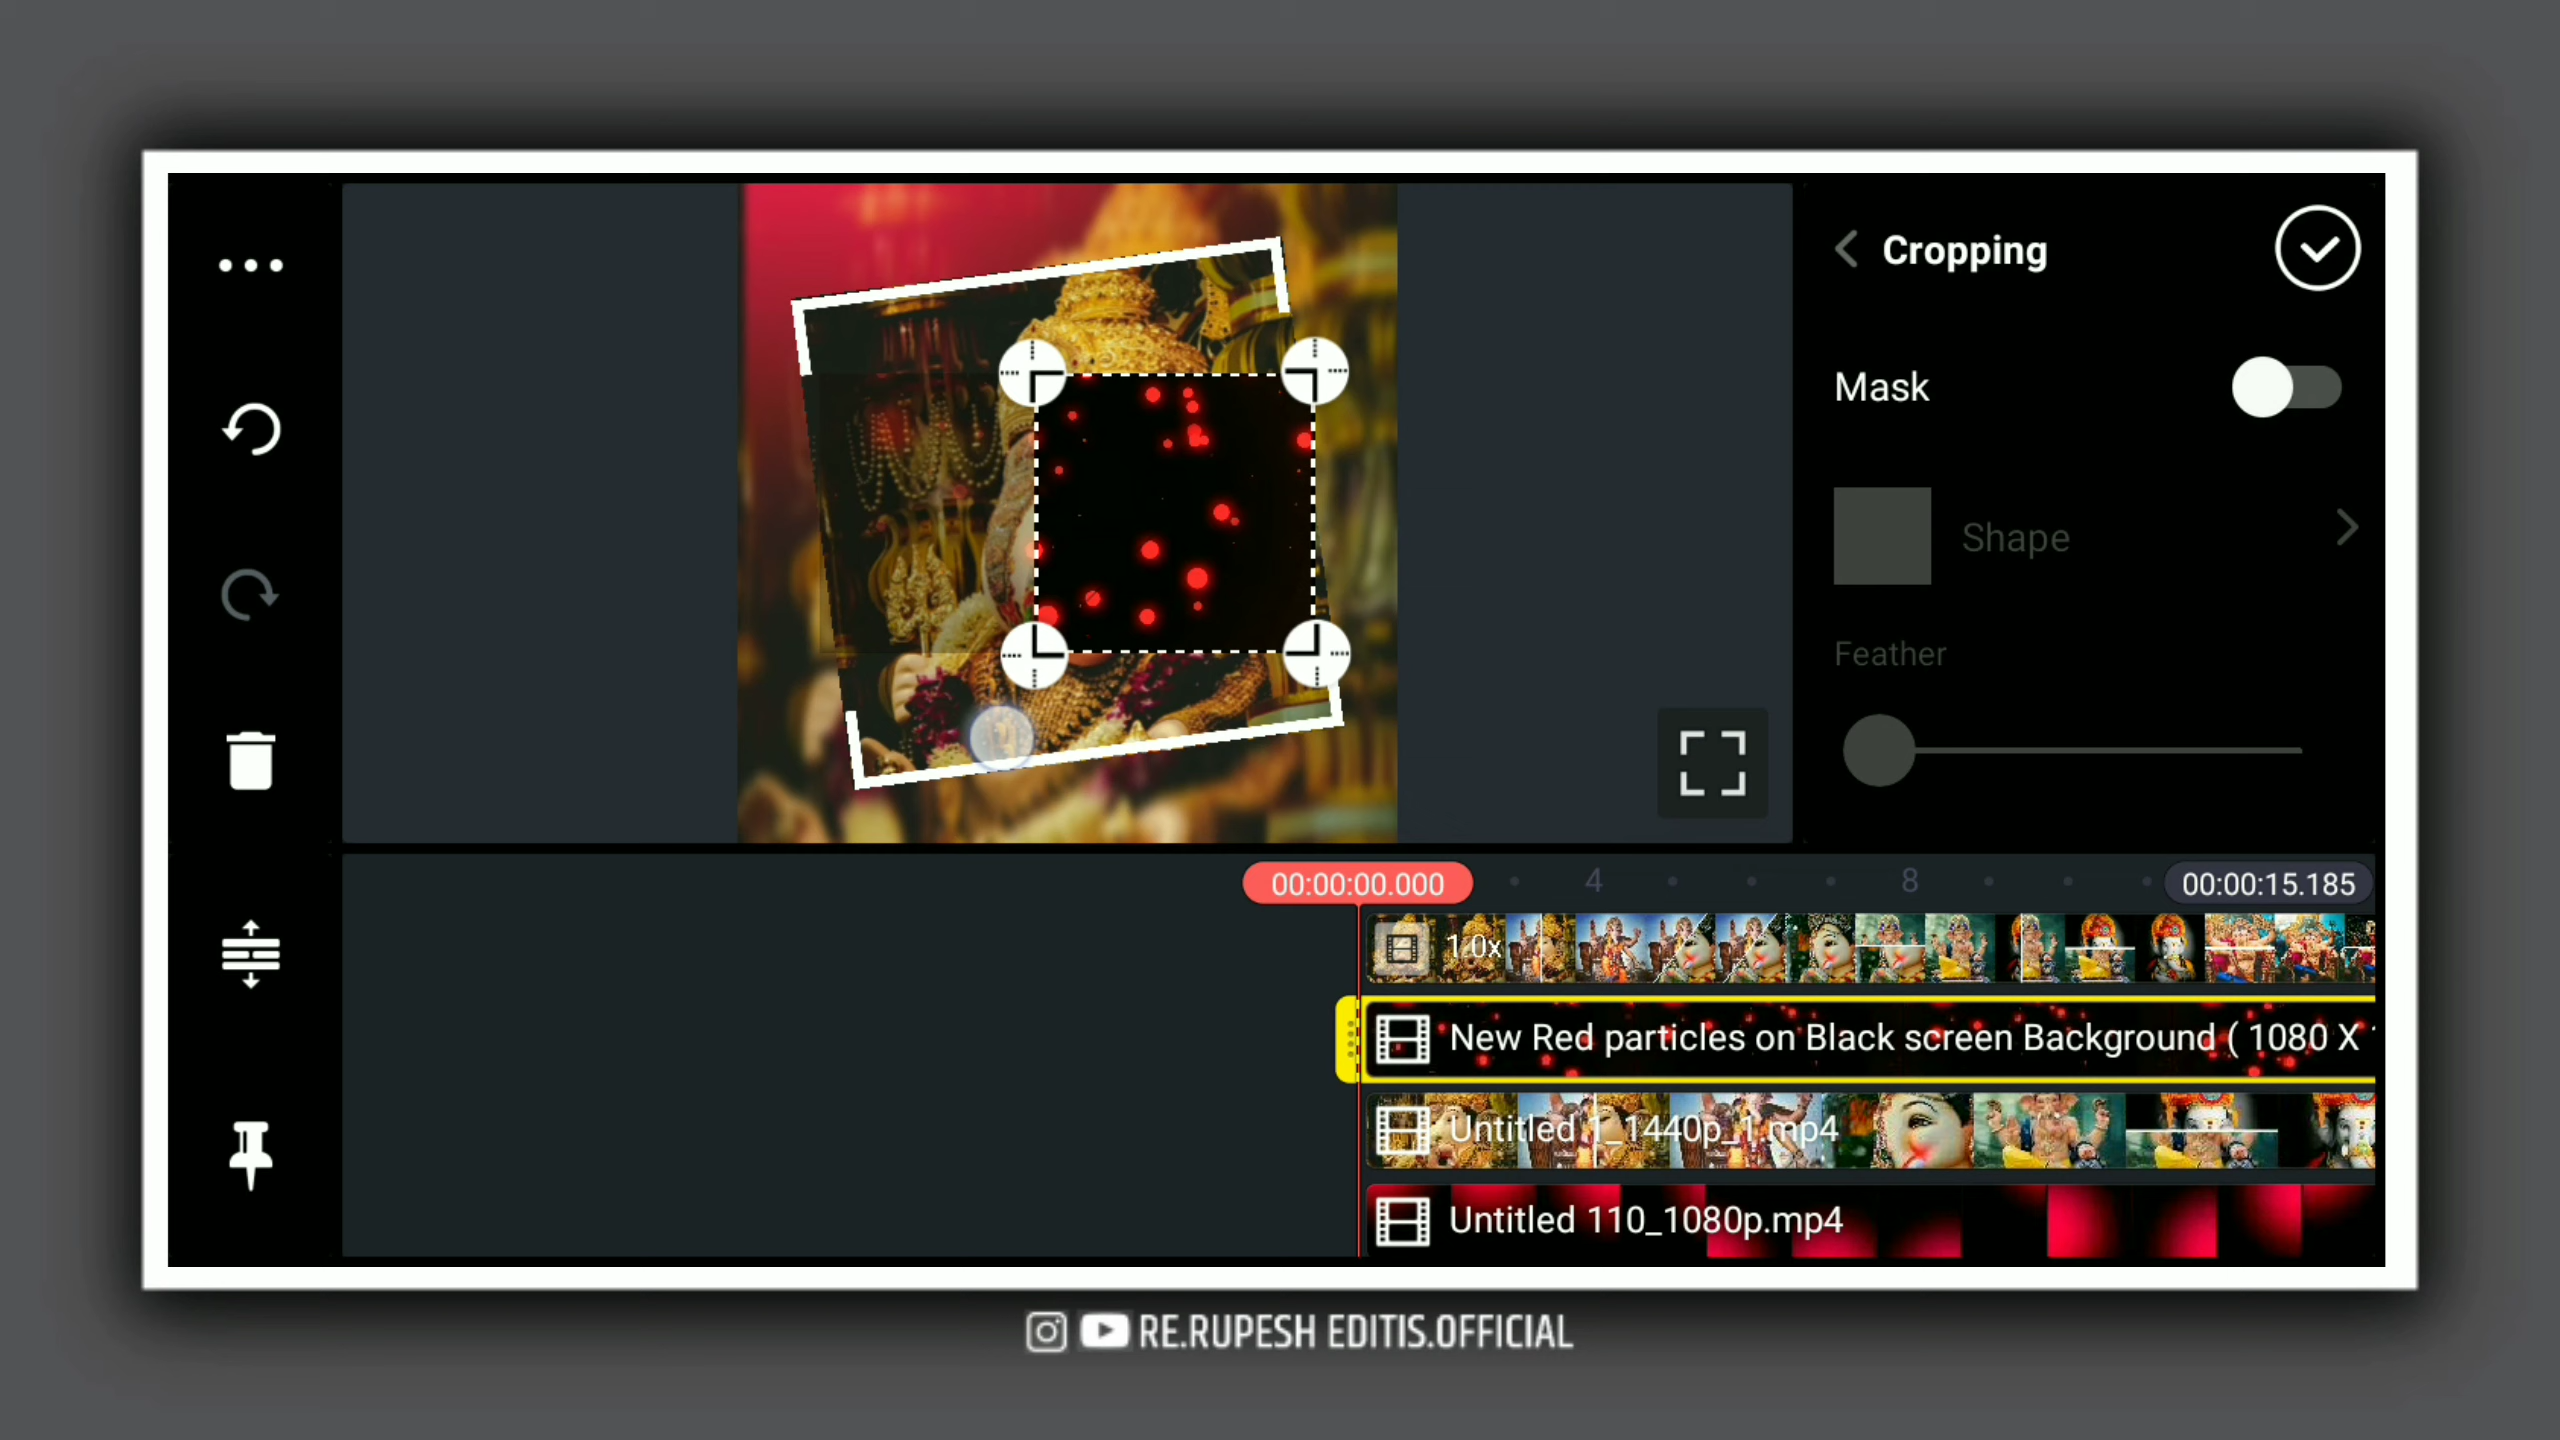 Cropping
Mask
Shape
Feather
00:00:00.000
4
8
00:00:15.185
1.0x
New Red particles on Black screen Background ( 1080 X
Untitled 1_1440p_1.mp4
Untitled 110_1080p.mp4
RE.RUPESH EDITIS.OFFICIAL